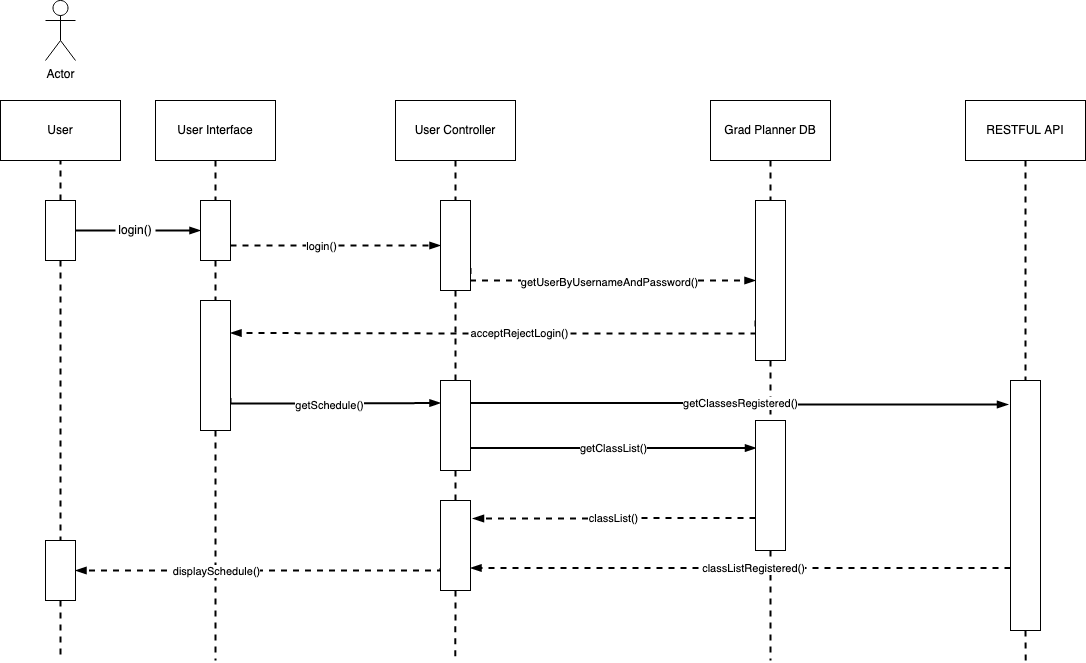 Actor
User
User Interface
User Controller
Grad Planner DB
RESTFUL API
login()
login()
getUserByUsernameAndPassword()
acceptRejectLogin()
getSchedule()
getClassesRegistered()
getClassList()
classList()
classListRegistered()
displaySchedule()